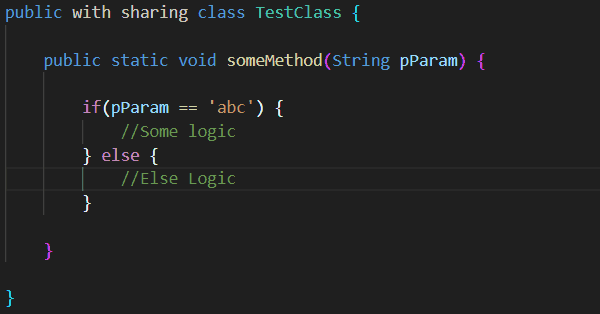 public with sharing class TestClass {
public static void someMethod(String pParam) {
if(pParam == 'abc') {
//Some logic
} else {
//Else Logic
}
}
}